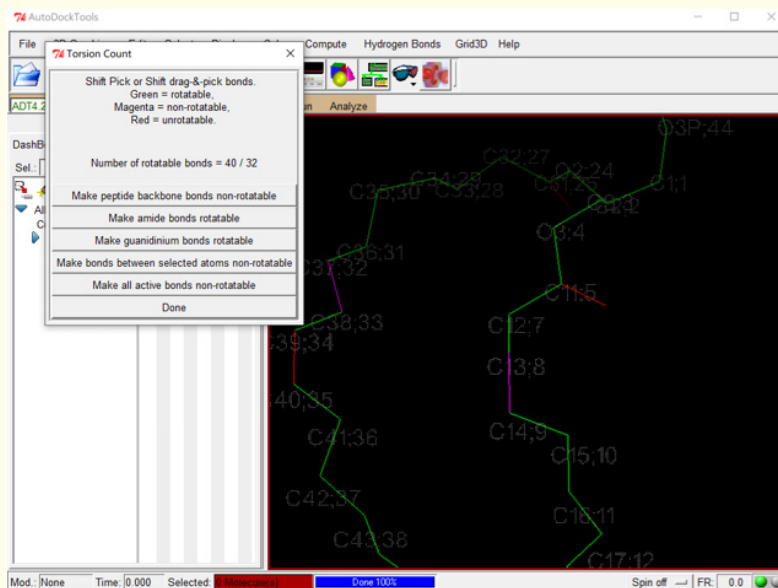 AutoDockTools
File
Compute Hydrogen Bonds Grid3D Help
Torsion Count
Shift Pick or Shift drag-&-pick bonds.
Green = rotatable,
Magenta = non-rotatable,
Red = unrotatable.
Number of rotatable bonds = 40 / 32
Make peptide backbone bonds non-rotatable
Make amide bonds rotatable
Make guanidinium bonds rotatable
Make bonds between selected atoms non-rotatable
Make all active bonds non-rotatable
Done
ADT4.2
Analyze
DashB
Sel.:
All
O3P;44
C32;27
O2;24
C1;1
C35;30
C33;28
C31;25
O3;4
C36;31
C37;32
C11;5
C38;33
C12;7
C39;34
C13;8
C40;35
C14;9
C41;36
C15;10
C42;37
C16;11
C43;38
C17;12
Mod.: None Time: 0.000 Selected: 0 Molecule(s) Done 100% Spin off FR: 0.0